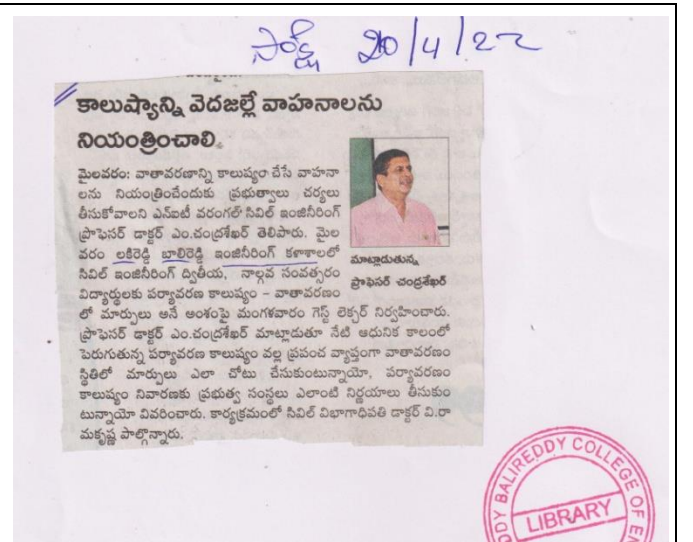 సాక్షి 20/4/22
కాలుష్యాన్ని వెదజల్లే వాహనాలను
నియంత్రించాలి
మైలవరం: వాతావరణాన్ని కాలుష్యం చేసే వాహనా
లను నియంత్రించేందుకు ప్రభుత్వాలు చర్యలు
తీసుకోవాలని ఎన్ఐటీ వరంగల్ సివిల్ ఇంజినీరింగ్
ప్రొఫెసర్ డాక్టర్ ఎం.చంద్రశేఖర్ తెలిపారు. మైల
వరం లకిరెడ్డి బాలిరెడ్డి ఇంజినీరింగ్ కళాశాలలో
సివిల్ ఇంజినీరింగ్ ద్వితీయ, నాల్గవ సంవత్సరం
విద్యార్థులకు పర్యావరణ కాలుష్యం – వాతావరణం
లో మార్పులు అనే అంశంపై మంగళవారం గెస్ట్ లెక్చర్ నిర్వహించారు.
ప్రొఫెసర్ డాక్టర్ ఎం.చంద్రశేఖర్ మాట్లాడుతూ నేటి ఆధునిక కాలంలో
పెరుగుతున్న పర్యావరణ కాలుష్యం వల్ల ప్రపంచ వ్యాప్తంగా వాతావరణం
స్థితిలో మార్పులు ఎలా చోటు చేసుకుంటున్నాయో, పర్యావరణం
కాలుష్యం నివారణకు ప్రభుత్వ సంస్థలు ఎలాంటి నిర్ణయాలు తీసుకుం
టున్నాయో వివరించారు. కార్యక్రమంలో సివిల్ విభాగాధిపతి డాక్టర్ వి.రా
మకృష్ణ పాల్గొన్నారు.
మాట్లాడుతున్న
ప్రొఫెసర్ చంద్రశేఖర్
DDY BALIREDDY COLLEGE OF EN
LIBRARY